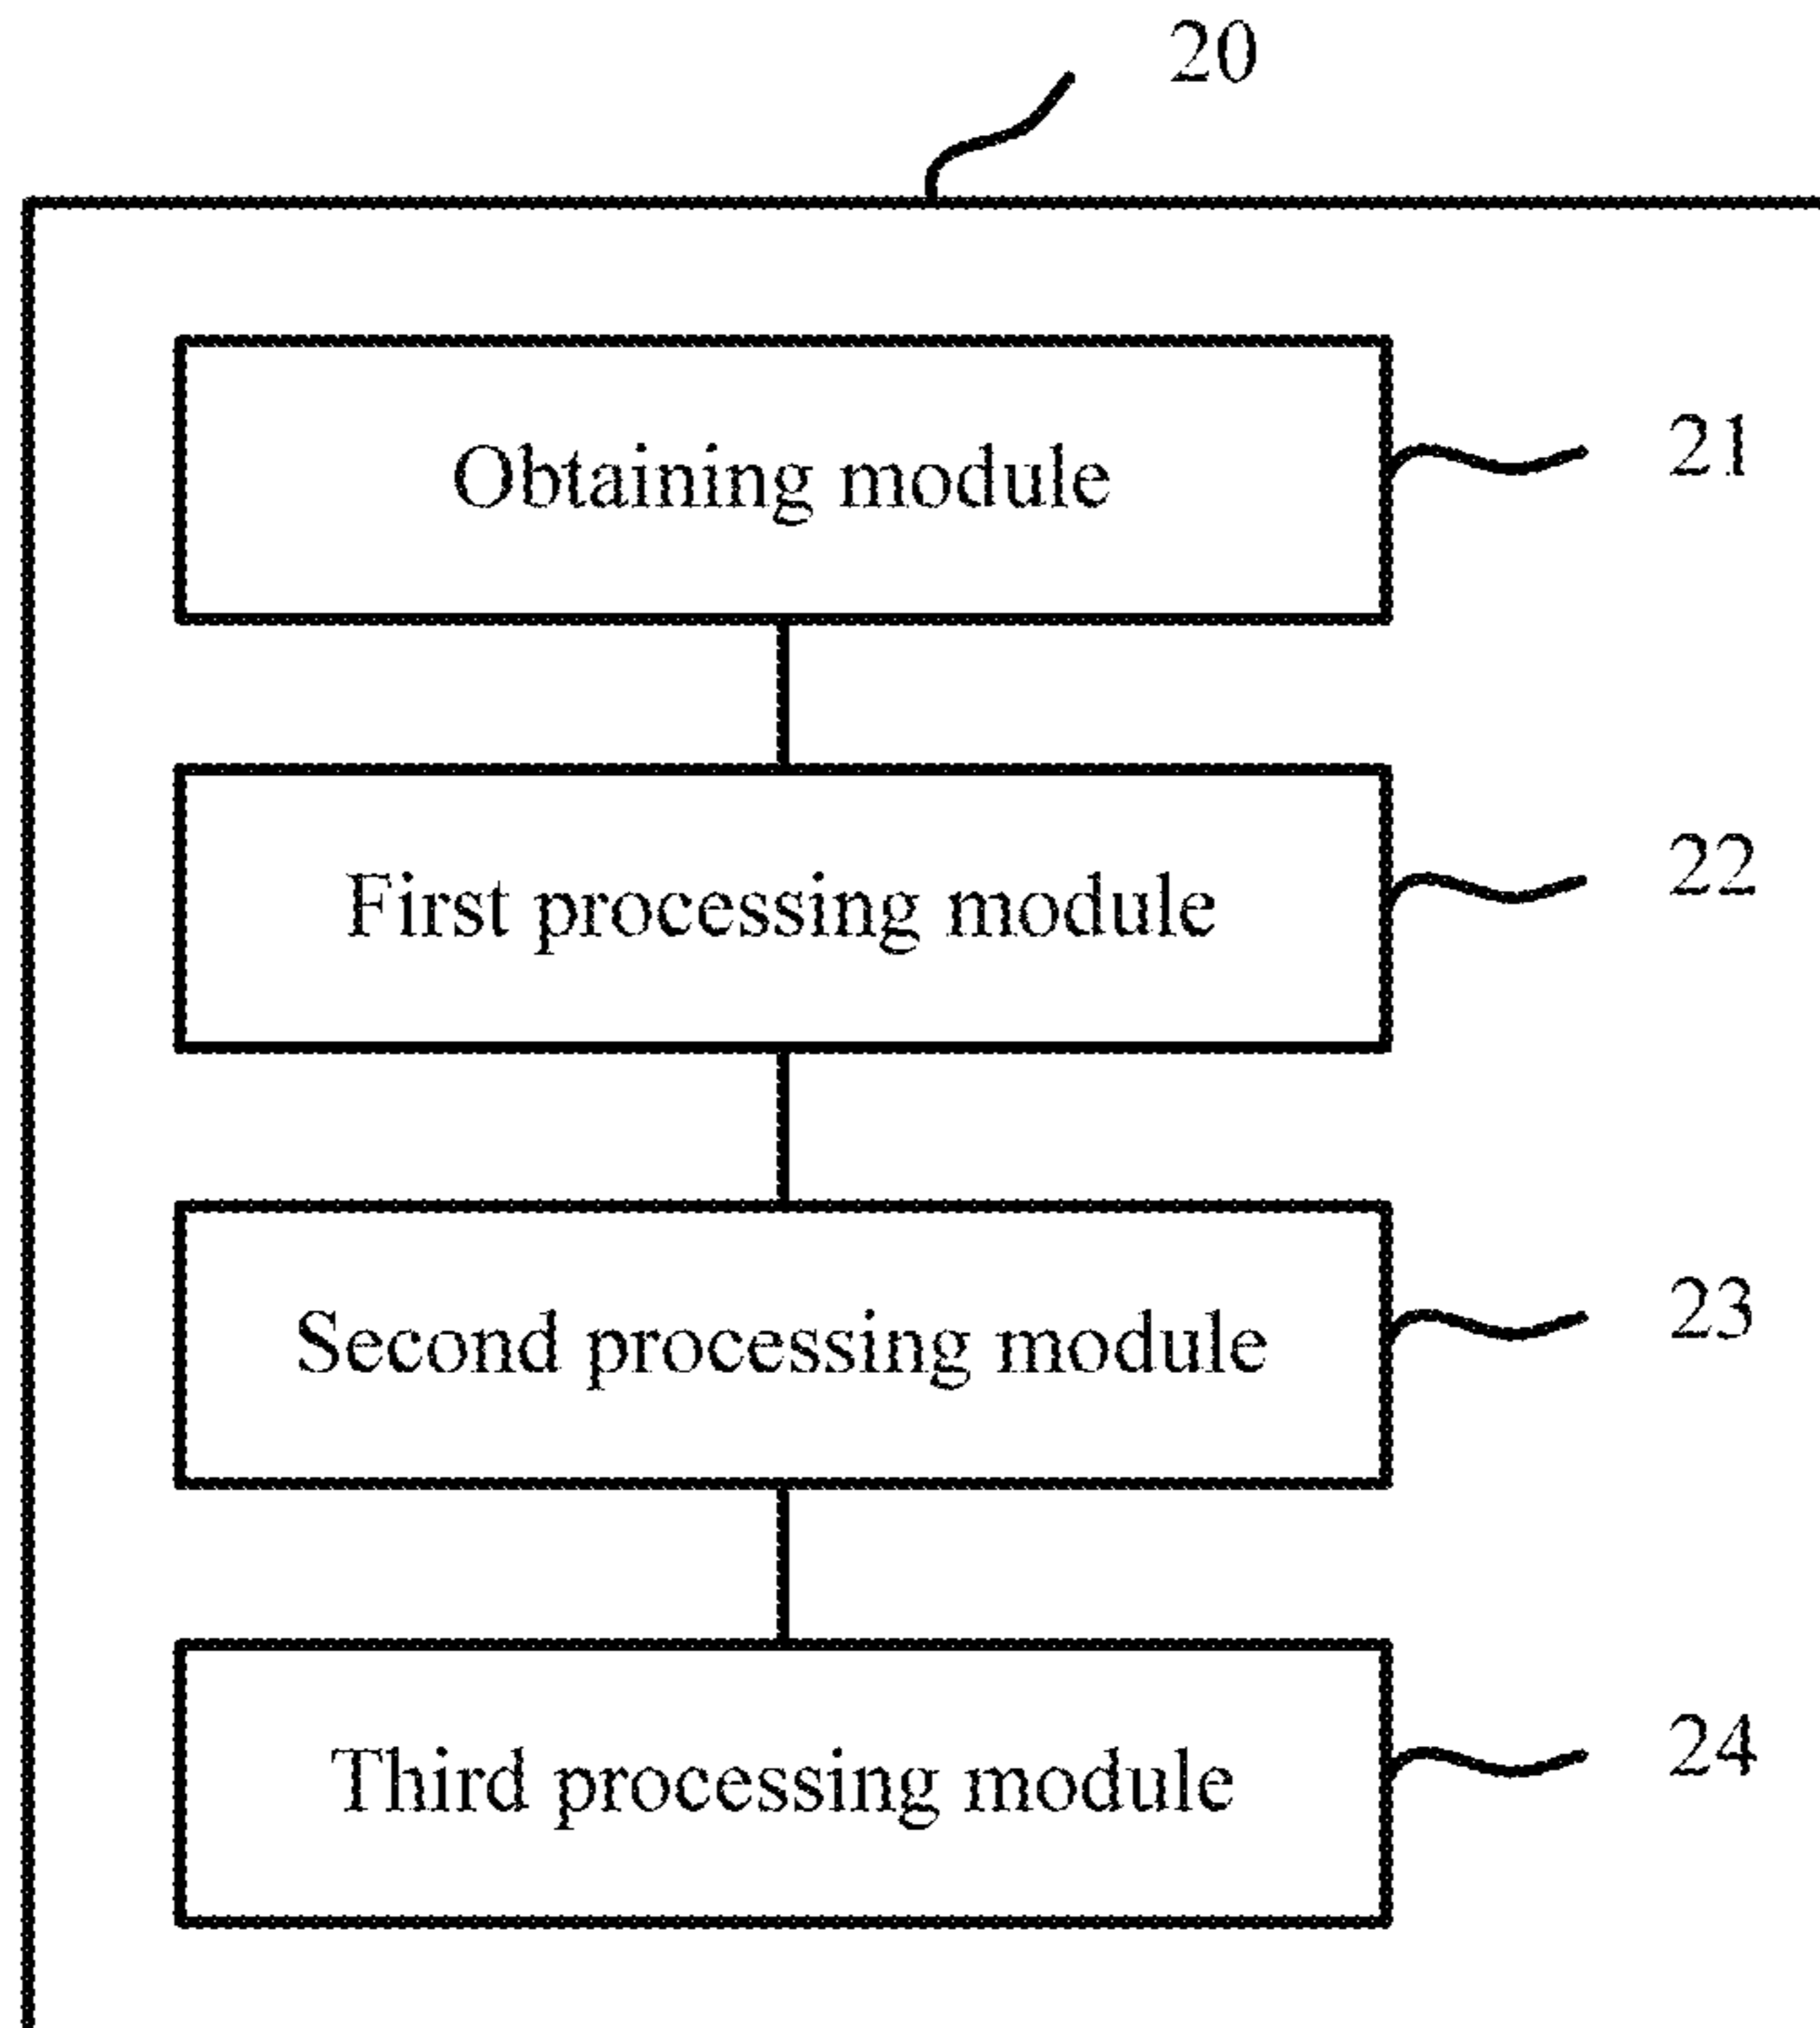 20
Obtaining module
21
First processing module
22
Second processing module
23
Third processing module
24